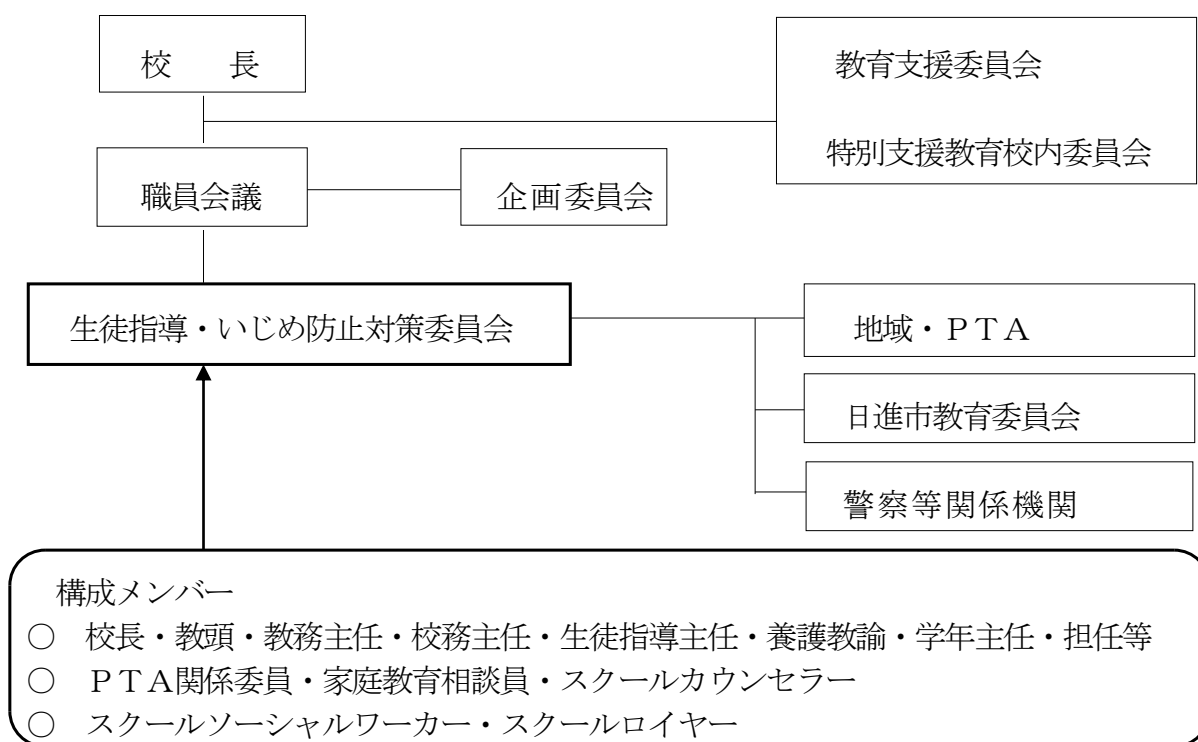 校　長
教育支援委員会
特別支援教育校内委員会
職員会議
企画委員会
生徒指導・いじめ防止対策委員会
地域・ＰＴＡ
日進市教育委員会
警察等関係機関
構成メンバー
○　校長・教頭・教務主任・校務主任・生徒指導主任・養護教諭・学年主任・担任等
○　ＰＴＡ関係委員・家庭教育相談員・スクールカウンセラー
○　スクールソーシャルワーカー・スクールロイヤー